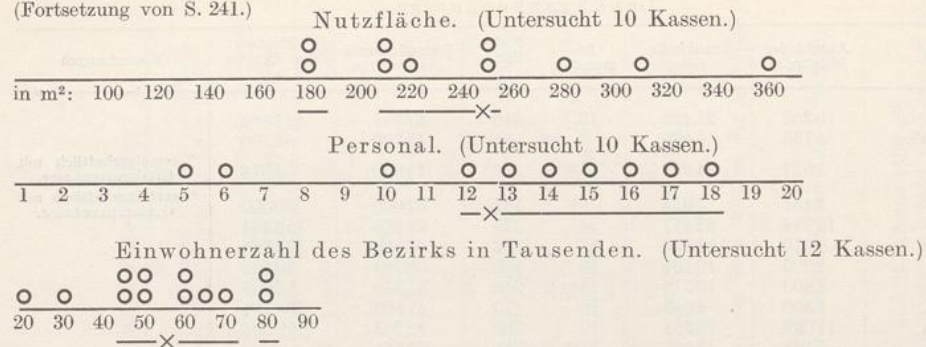 (Fortsetzung von S. 241.)
Nutzfläche. (Untersucht 10 Kassen.)
in m²: 100 120 140 160 180 200 220 240 260 280 300 320 340 360
Personal. (Untersucht 10 Kassen.)
1 2 3 4 5 6 7 8 9 10 11 12 13 14 15 16 17 18 19 20
Einwohnerzahl des Bezirks in Tausenden. (Untersucht 12 Kassen.)
20 30 40 50 60 70 80 90